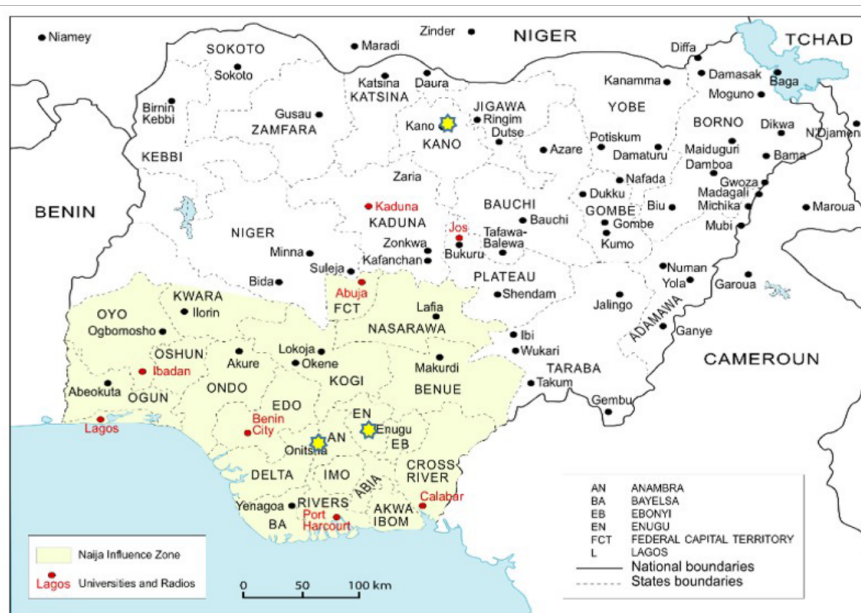 Niamey
SOKOTO
Sokoto
Maradi
Zinder
NIGER
Diffa
TCHAD
Katsina
KATSINA
Daura
Kanamma
Damasak
Baga
Moguno
Birnin
Kebbi
Gusau
ZAMFARA
JIGAWA
Ringim
Dutse
YOBE
BORNO
Dikwa
N'Djamena
Kano
KANO
KEBBI
Azare
Potiskum
Damaturu
Maiduguri
Damboa
Bama
Zaria
Nafada
Gwoza
Madagali
Michika
BENIN
Kaduna
KADUNA
BAUCHI
Bauchi
Dukku
GOMBE
Gombe
Kumo
Biu
Maroua
Mubi
NIGER
Minna
Zonkwa
Kafanchan
Jos
Bukuru
Tafawa-
Balewa
Suleja
Bida
Abuja
FCT
PLATEAU
Shendam
Numan
Yola
Garoua
Jalingo
ADAMAWA
Ganye
OYO
Ogbomosho
KWARA
Ilorin
Lafia
NASARAWA
Ibi
Wukari
OSHUN
Ibadan
Akure
Lokoja
Okene
KOGI
Makurdi
BENUE
TARABA
Takum
CAMEROUN
Abeokuta
OGUN
ONDO
EDO
Gembu
Lagos
Benin
City
EN
Enugu
AN
EB
Onitsha
CROSS
RIVER
DELTA
IMO
ABIA
Calabar
Yenagoa
RIVERS
Port
Harcourt
AKWA
IBOM
BA
AN ANAMBRA
BA BAYELSA
EB EBONYI
EN ENUGU
FCT FEDERAL CAPITAL TERRITORY
L LAGOS
National boundaries
States boundaries
Naija Influence Zone
Lagos Universities and Radios
0 50 100 km